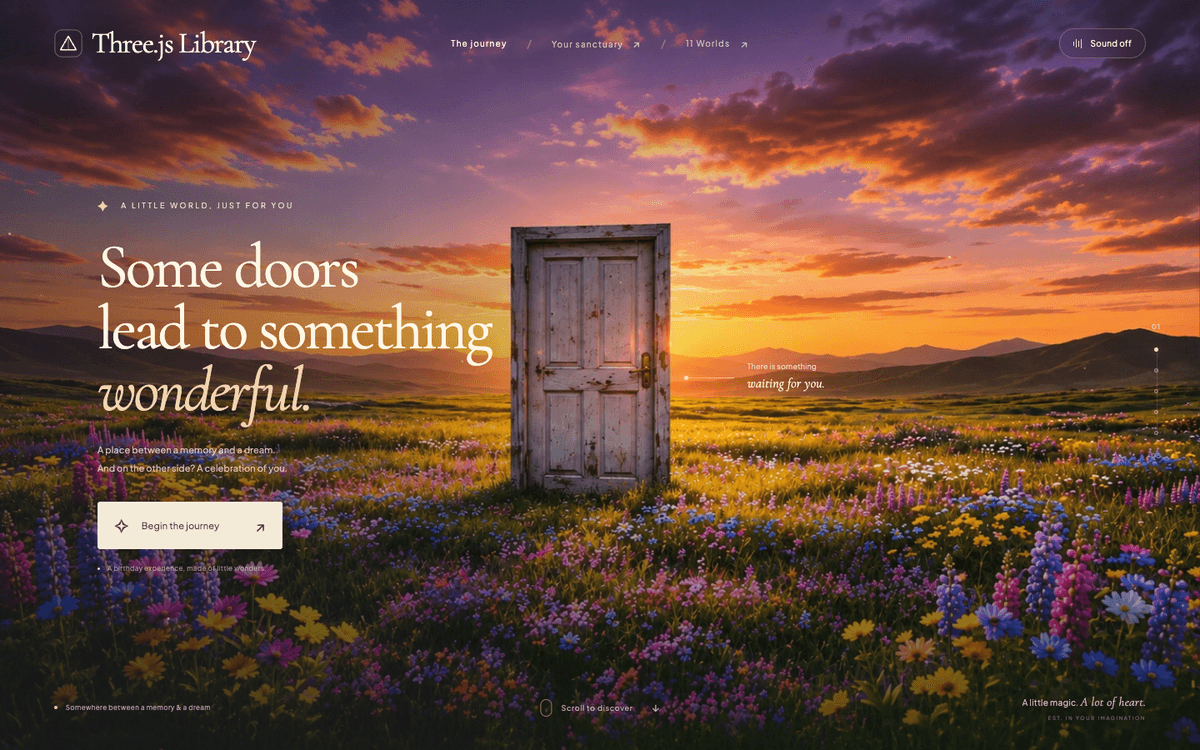 Three.js Library
The journey / Your sanctuary / 11 Worlds
Sound off
A LITTLE WORLD, JUST FOR YOU
Some doors
lead to something
wonderful.
A place between a memory and a dream.
And on the other side? A celebration of you.
Begin the journey
A birthday experience, made of little wonders.
There is something
waiting for you.
01
Somewhere between a memory & a dream
Scroll to discover
A little magic. A lot of heart.
EST. IN YOUR IMAGINATION